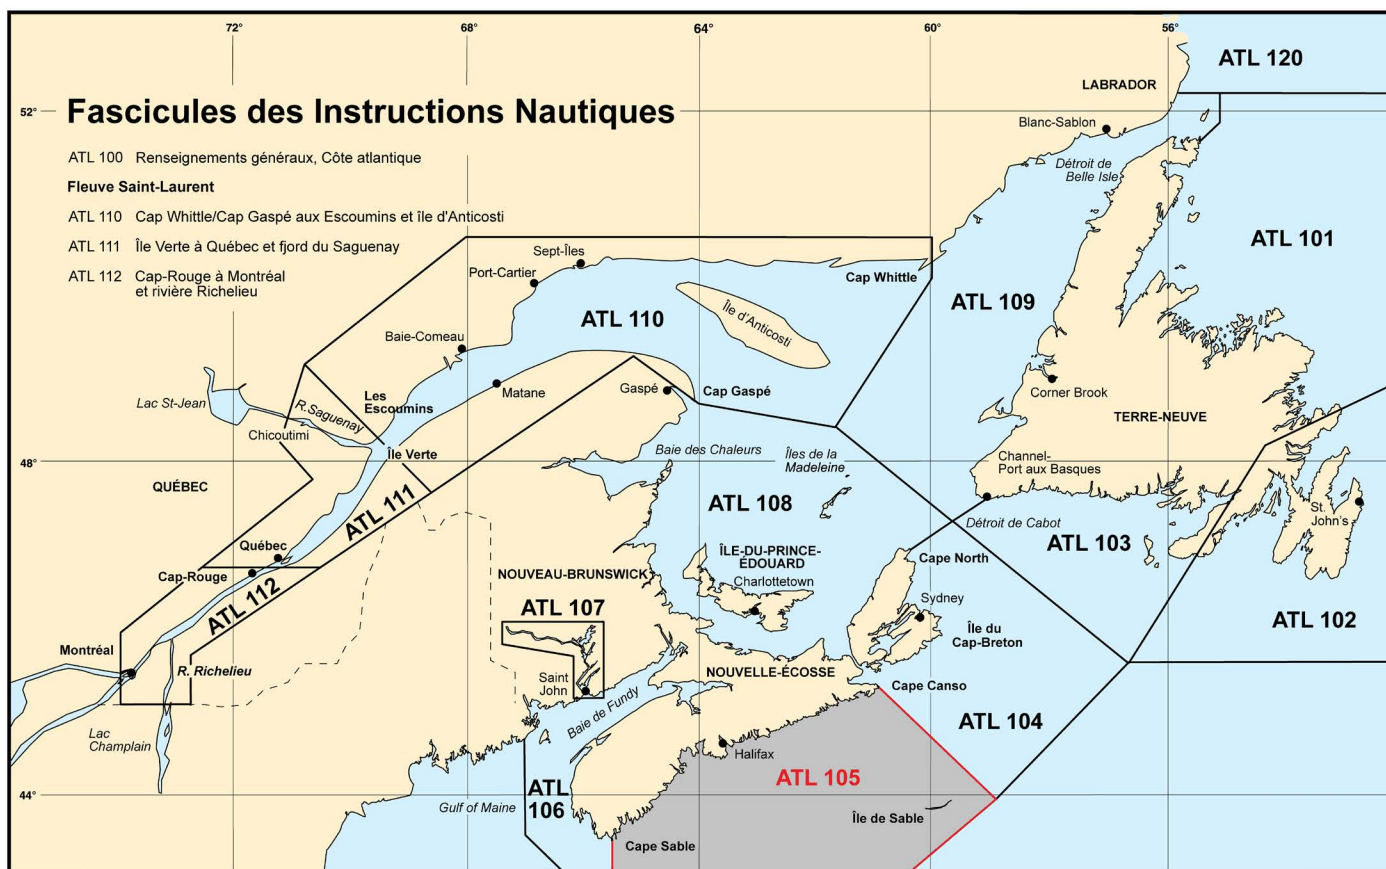 72°
68°
64°
60°
56°
ATL 120
LABRADOR
52°
Fascicules des Instructions Nautiques
Blanc-Sablon
ATL 100 Renseignements généraux, Côte atlantique
Détroit de
Belle Isle
Fleuve Saint-Laurent
ATL 110 Cap Whittle/Cap Gaspé aux Escoumins et île d'Anticosti
ATL 111 Île Verte à Québec et fjord du Saguenay
ATL 101
Sept-Îles
Port-Cartier
ATL 112 Cap-Rouge à Montréal
et rivière Richelieu
Cap Whittle
ATL 109
ATL 110
Île d'Anticosti
Baie-Comeau
Corner Brook
Matane
Gaspé
Cap Gaspé
Les
Escoumins
Lac St-Jean
R.Saguenay
Chicoutimi
TERRE-NEUVE
Île Verte
Baie des Chaleurs
Îles de la
Madeleine
Channel-
Port aux Basques
48°
QUÉBEC
ATL 111
ATL 108
St.
John's
Détroit de Cabot
ATL 103
Québec
Cap-Rouge
ÎLE-DU-PRINCE-
ÉDOUARD
Cape North
NOUVEAU-BRUNSWICK
Charlottetown
ATL 112
ATL 107
Sydney
ATL 102
Île du
Cap-Breton
Montréal
R. Richelieu
Saint
John
NOUVELLE-ÉCOSSE
Cape Canso
Baie de Fundy
ATL 104
Lac
Champlain
Halifax
ATL 105
44°
ATL
106
Gulf of Maine
Île de Sable
Cape Sable